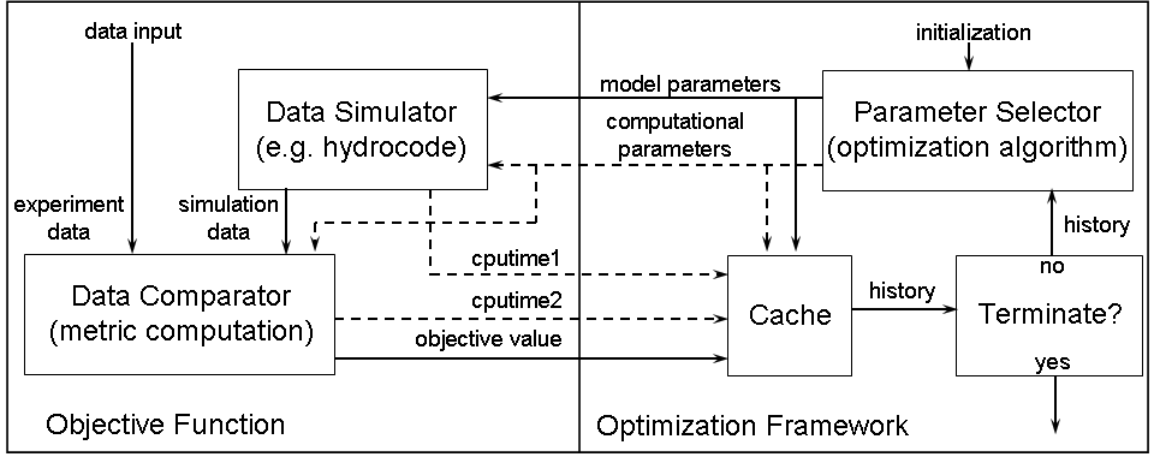 data input
initialization
Data Simulator
(e.g. hydrocode)
model parameters
computational
parameters
Parameter Selector
(optimization algorithm)
experiment
data
simulation
data
history
cputime1
cputime2
objective value
Data Comparator
(metric computation)
Cache
history
no
Terminate?
yes
Objective Function
Optimization Framework